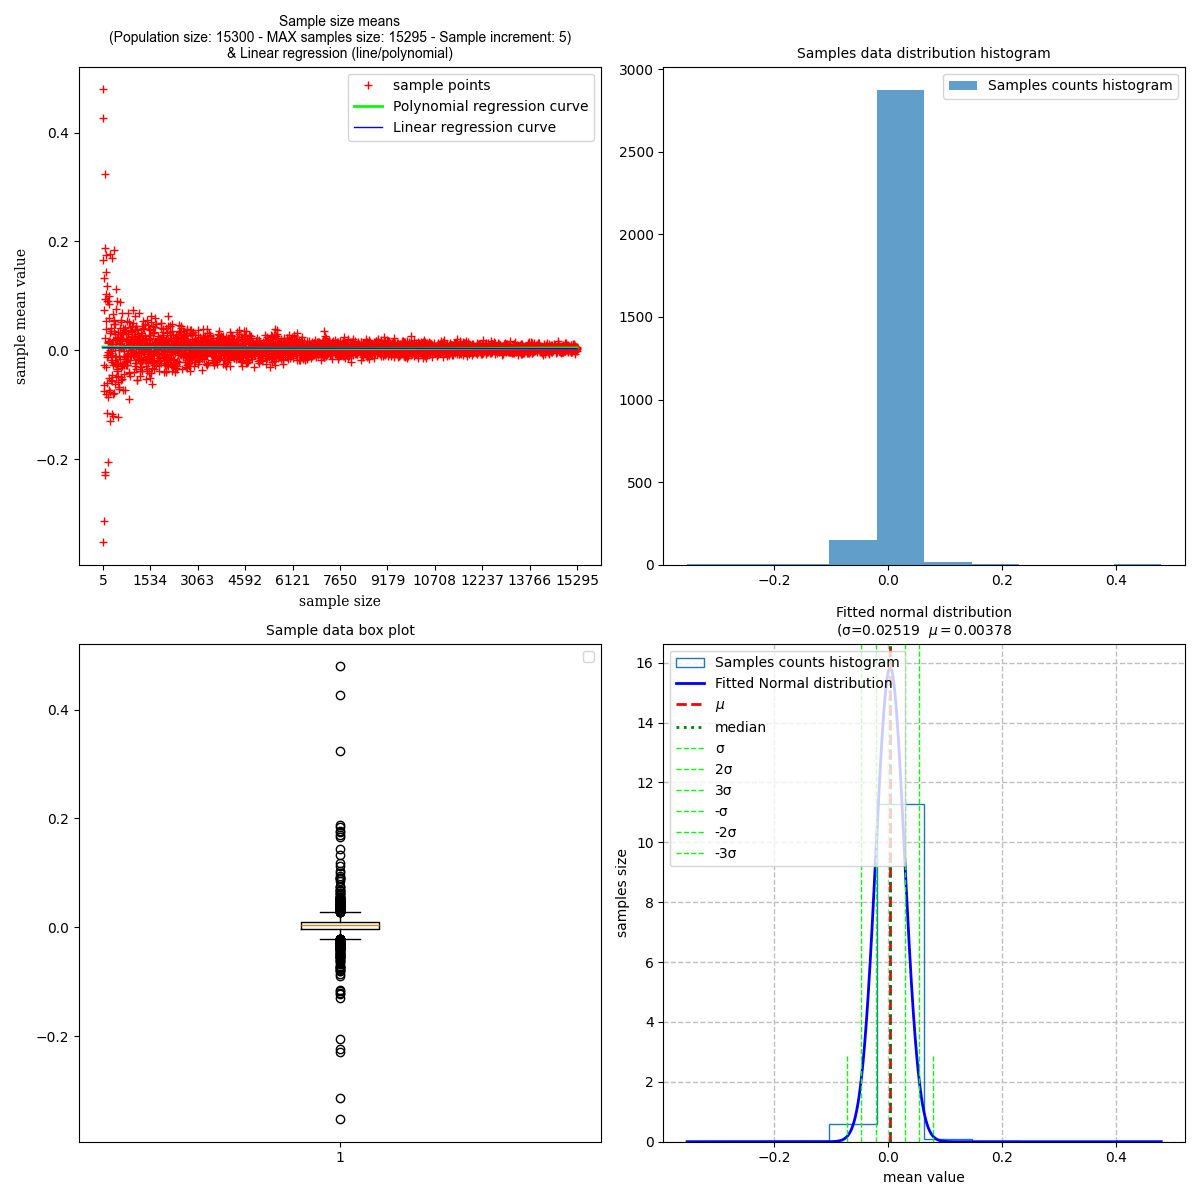 Sample size means
(Population size: 15300 - MAX samples size: 15295 - Sample increment: 5)
& Linear regression (line/polynomial)
sample points
Polynomial regression curve
Linear regression curve
0.4
0.2
0.0
−0.2
sample mean value
5 1534 3063 4592 6121 7650 9179 10708 12237 13766 15295
sample size
Samples data distribution histogram
Samples counts histogram
3000
2500
2000
1500
1000
500
0
−0.2 0.0 0.2 0.4
Sample data box plot
0.4
0.2
0.0
−0.2
1
Fitted normal distribution
(σ=0.02519 μ = 0.00378
Samples counts histogram
Fitted Normal distribution
μ
median
σ
2σ
3σ
-σ
-2σ
-3σ
16
14
12
10
8
6
4
2
0
samples size
−0.2 0.0 0.2 0.4
mean value